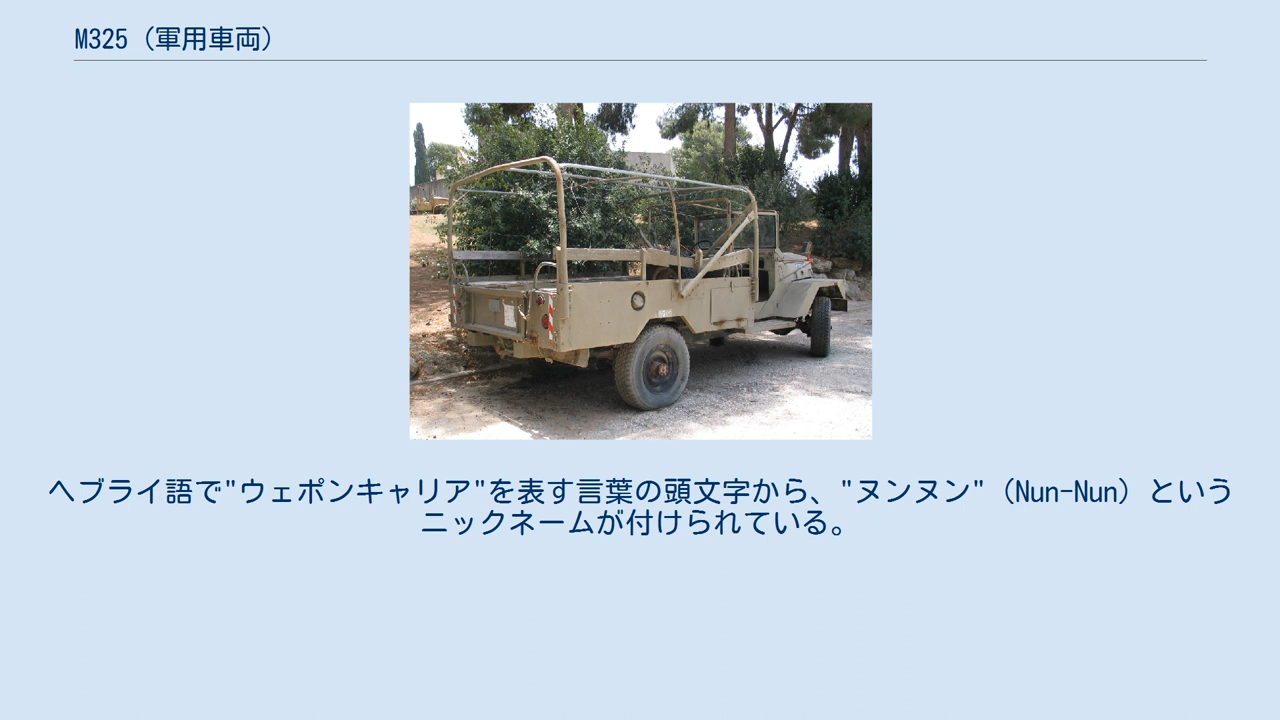 M325（軍用車両）
ヘブライ語で"ウェポンキャリア"を表す言葉の頭文字から、"ヌンヌン"（Nun-Nun）という
ニックネームが付けられている。